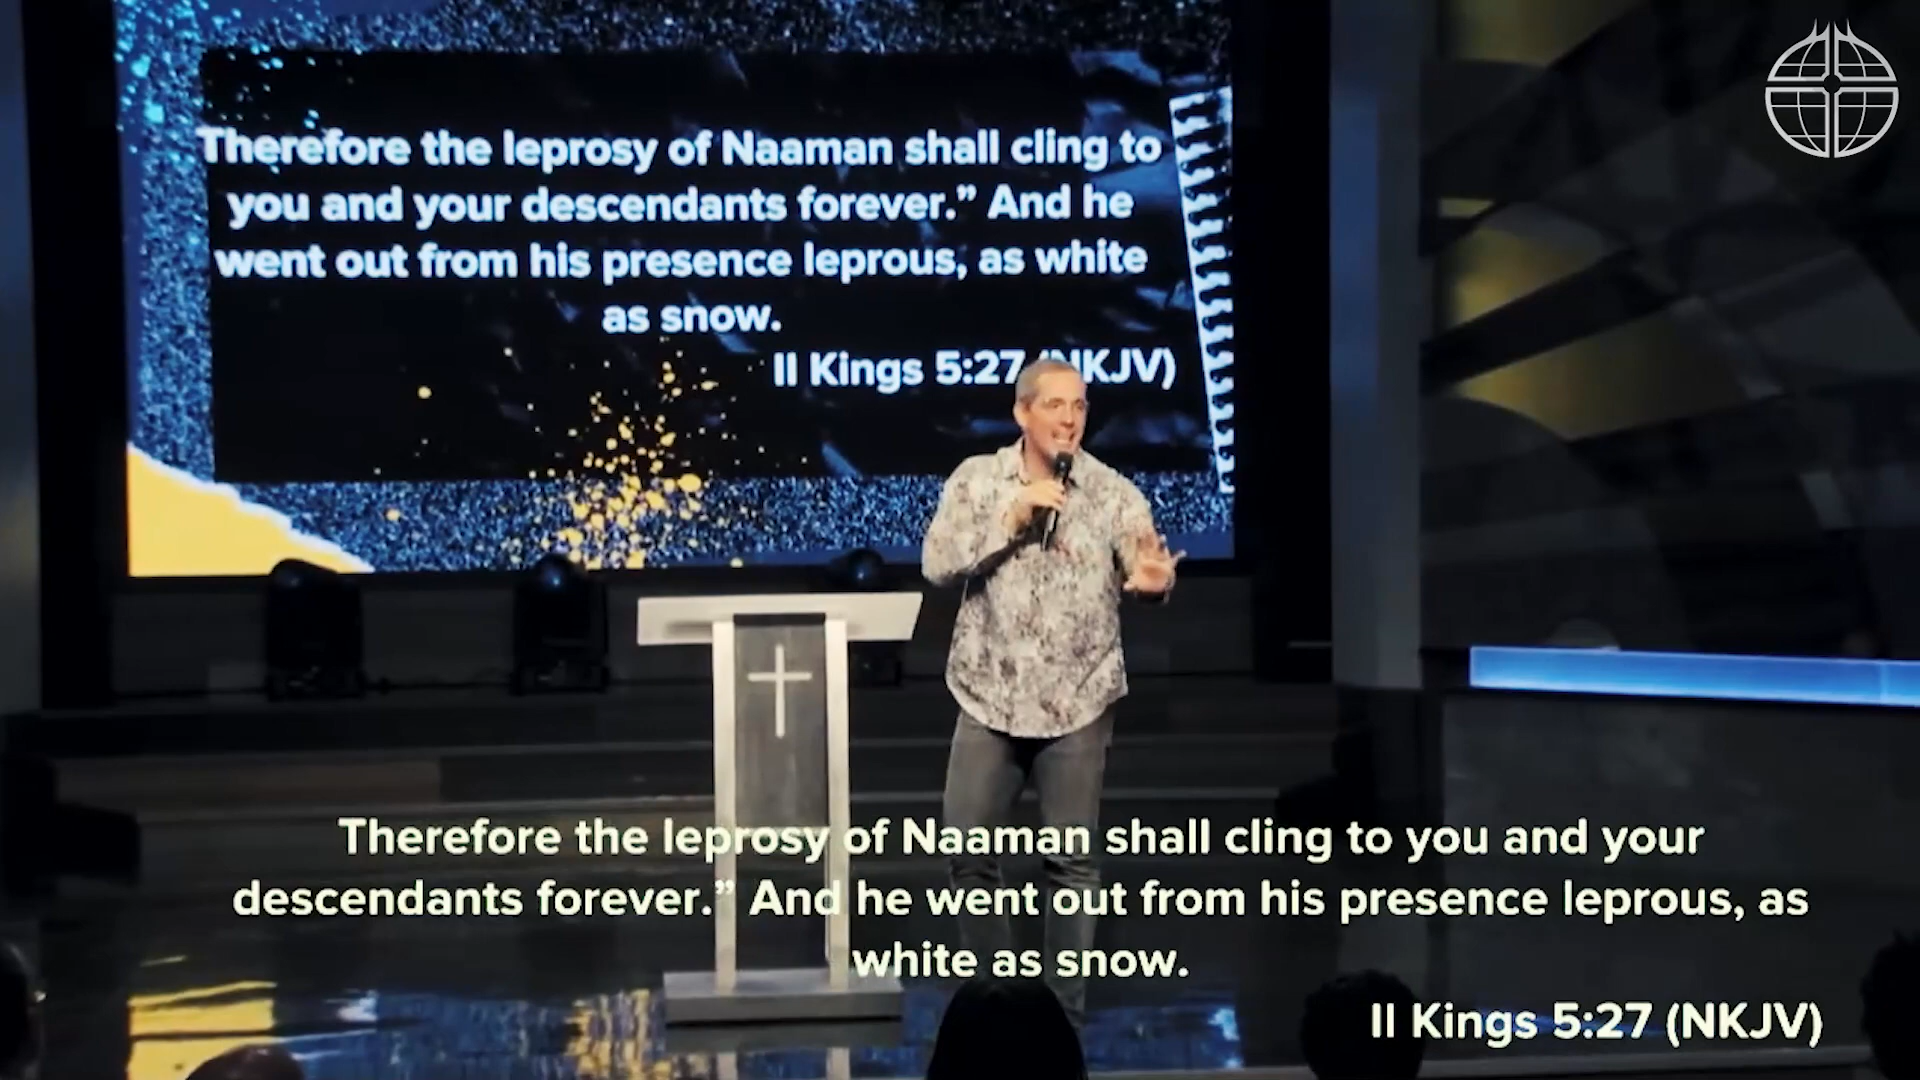 Therefore the leprosy of Naaman shall cling to
you and your descendants forever.” And he
went out from his presence leprous, as white
as snow.
II Kings 5:27 (NKJV)
Therefore the leprosy of Naaman shall cling to you and your
descendants forever.” And he went out from his presence leprous, as
white as snow.
II Kings 5:27 (NKJV)